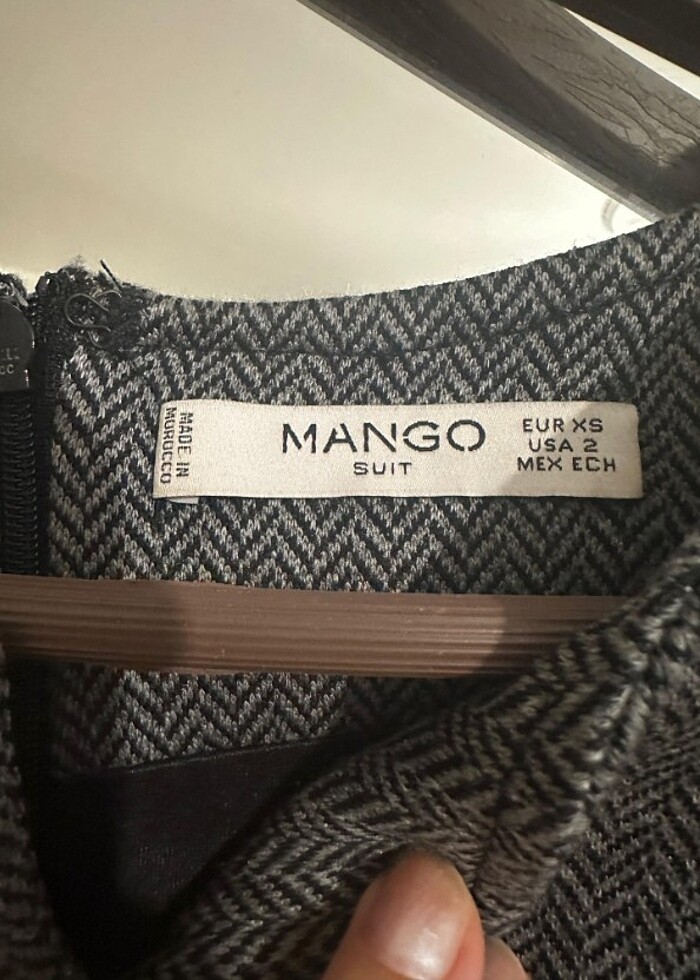 MADE IN
MOROCCO
MANGO
SUIT
EUR XS
USA 2
MEX ECH